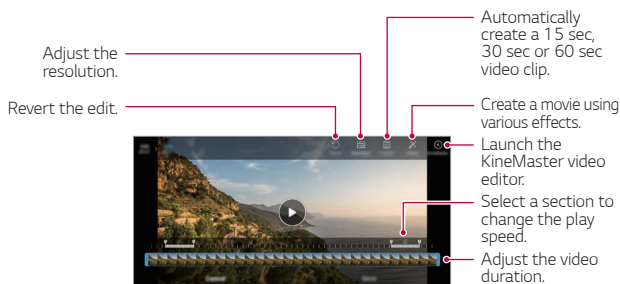 Adjust the
resolution.
Revert the edit.
Automatically
create a 15 sec,
30 sec or 60 sec
video clip.
Create a movie using
various effects.
Launch the
KineMaster video
editor.
Select a section to
change the play
speed.
Adjust the video
duration.